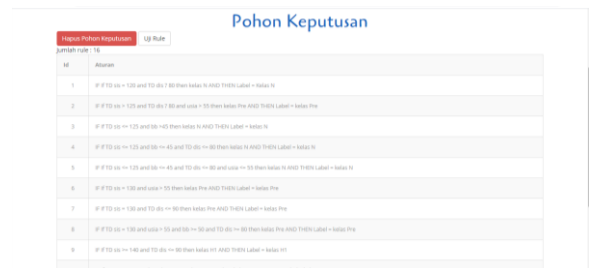 Pohon Keputusan
Hapus Pohon Keputusan Uji Rule
Jumlah rule : 16
Id Aturan
1 IF If TD sis = 120 and TD dis ? 80 then kelas N AND THEN Label = Kelas N
2 IF If TD sis = 125 and TD dis ? 80 and usia = 55 then kelas Pre AND THEN Label = kelas Pre
3 IF If TD sis <= 125 and bb =45 then kelas N AND THEN Label = kelas N
4 IF If TD sis <= 125 and bb <= 45 and TD dis <= 80 then kelas N AND THEN Label = kelas N
5 IF If TD sis <= 125 and bb <= 45 and TD dis <= 80 and usia <= 55 then kelas N AND THEN Label = kelas N
6 IF If TD sis = 130 and usia = 55 then kelas Pre AND THEN Label = kelas Pre
7 IF If TD sis = 130 and TD dis <= 90 then kelas Pre AND THEN Label = kelas Pre
8 IF If TD sis = 130 and usia = 55 and bb <= 50 and TD dis <= 80 then kelas Pre AND THEN Label = kelas Pre
9 IF If TD sis <= 140 and TD dis <= 80 then kelas H1 AND THEN Label = kelas H1